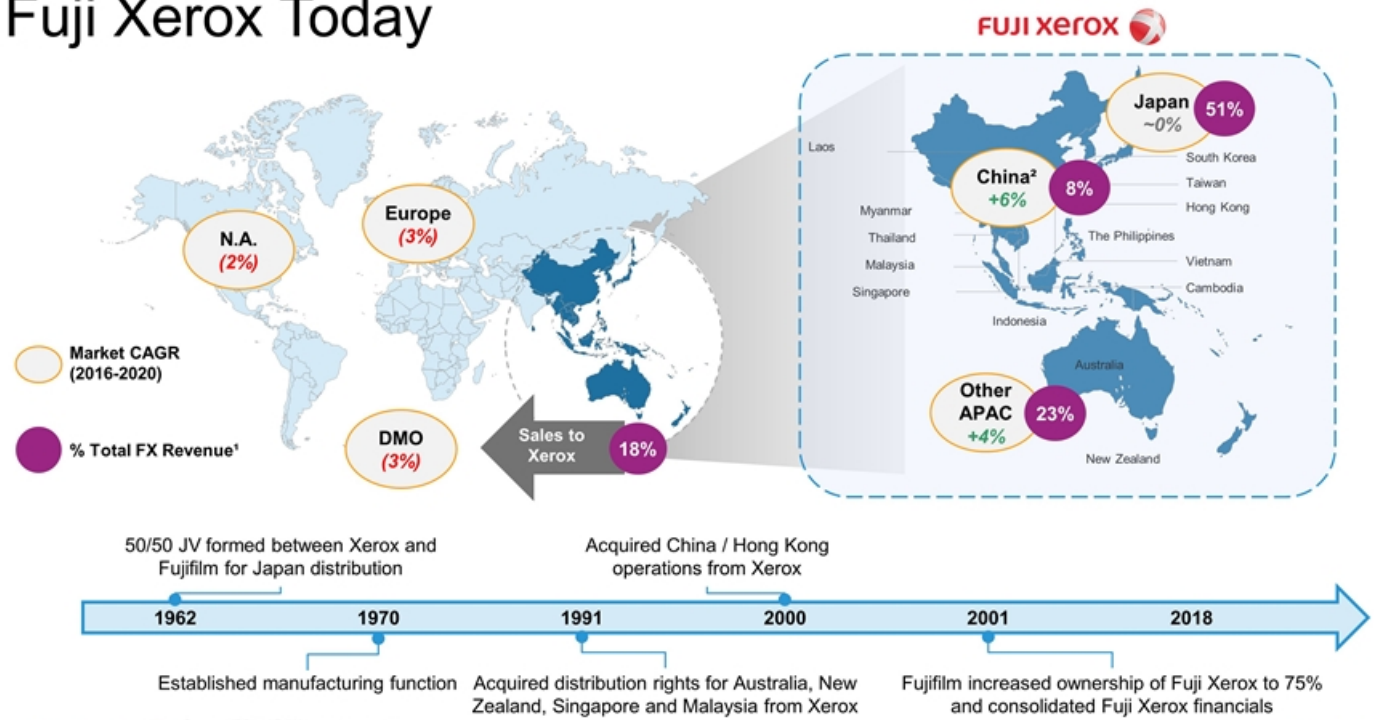 Fuji Xerox Today
FUJI xerox
N.A.
(2%)
Europe
(3%)
DMO
(3%)
Market CAGR
(2016-2020)
% Total FX Revenue¹
Sales to
Xerox
18%
Japan
~0%
51%
China²
+6%
8%
Other
APAC
+4%
23%
Laos
Myanmar
Thailand
Malaysia
Singapore
Indonesia
South Korea
Taiwan
Hong Kong
The Philippines
Vietnam
Cambodia
Australia
New Zealand
50/50 JV formed between Xerox and
Fujifilm for Japan distribution
Acquired China / Hong Kong
operations from Xerox
1962
1970
1991
2000
2001
2018
Established manufacturing function
Acquired distribution rights for Australia, New
Zealand, Singapore and Malaysia from Xerox
Fujifilm increased ownership of Fuji Xerox to 75%
and consolidated Fuji Xerox financials